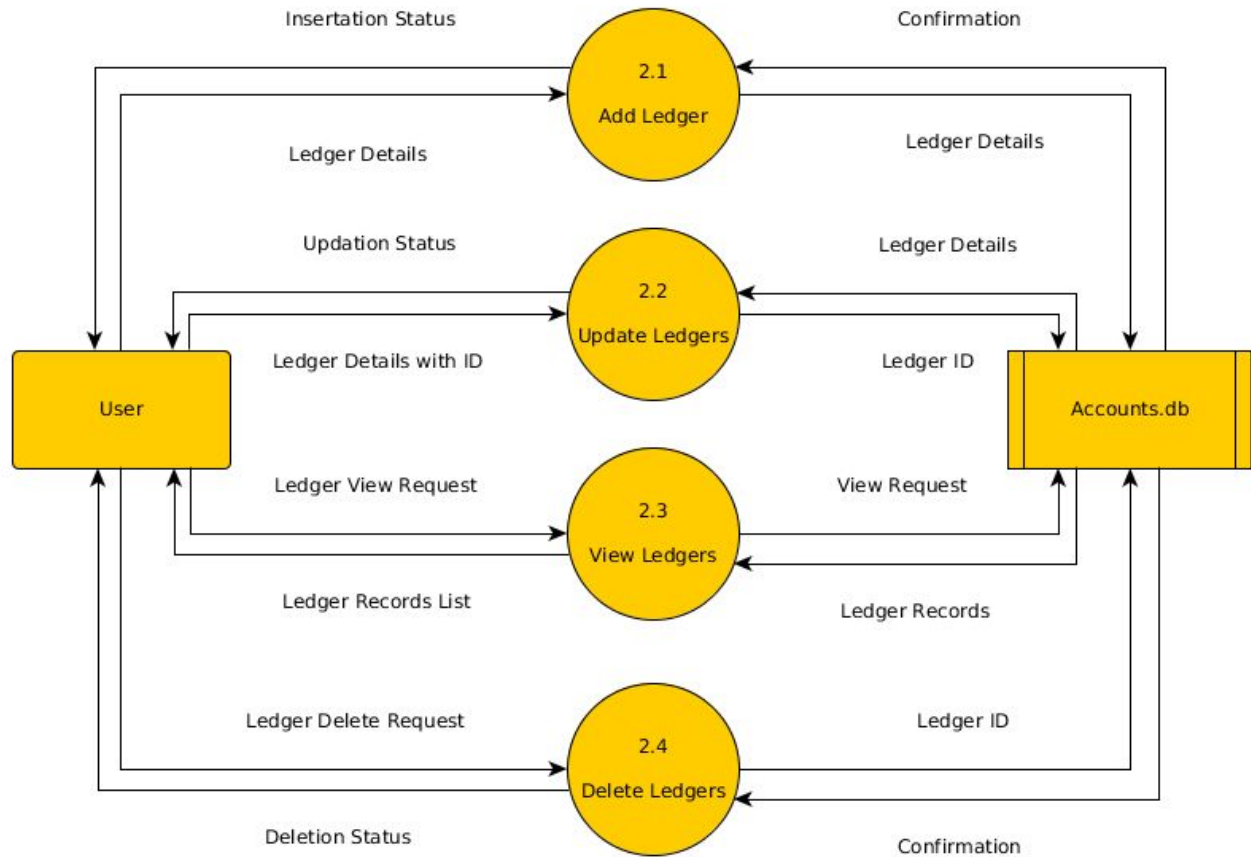 Insertation Status
Confirmation
2.1
Add Ledger
Ledger Details
Ledger Details
Updation Status
Ledger Details
2.2
Update Ledgers
Ledger Details with ID
Ledger ID
User
Accounts.db
Ledger View Request
View Request
2.3
View Ledgers
Ledger Records List
Ledger Records
Ledger Delete Request
Ledger ID
2.4
Delete Ledgers
Deletion Status
Confirmation